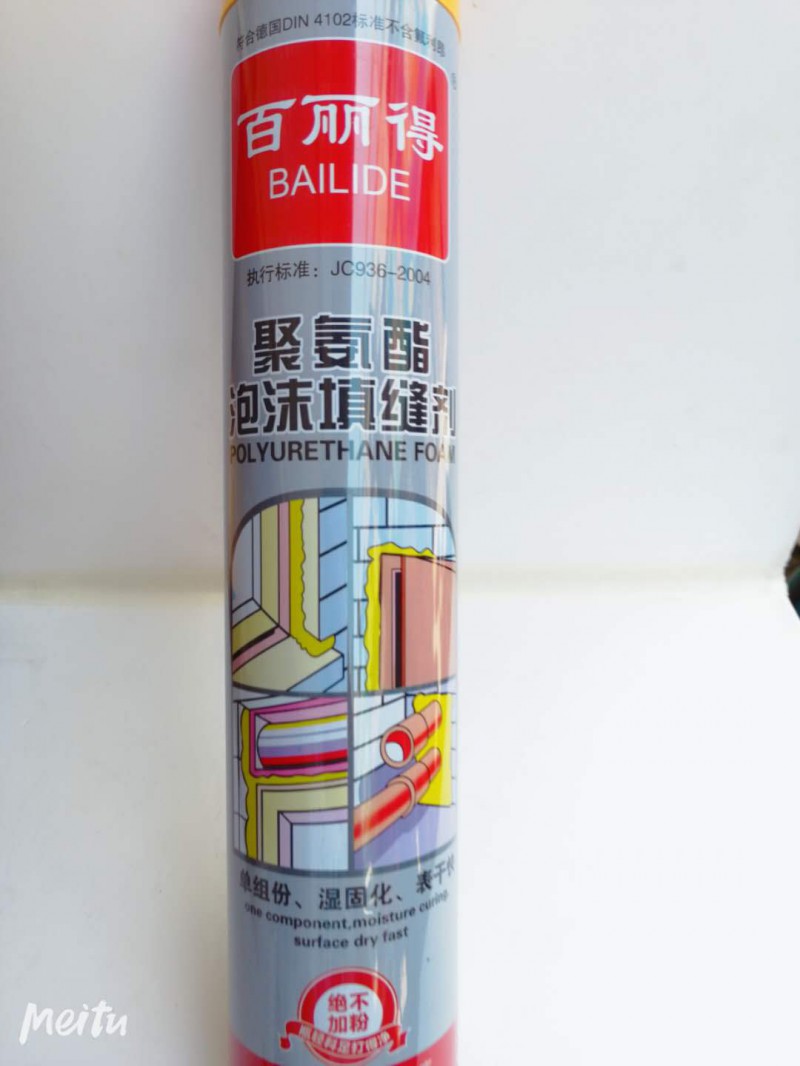 符合德国DIN 4102标准不含氟利昂
百丽得
BAILIDE
执行标准：JC936-2004
聚氨酯
泡沫填缝剂
POLYURETHANE FOAM
单组份、湿固化、表干快
one component,moisture curing,
surface dry fast
绝不
加粉
Meitu